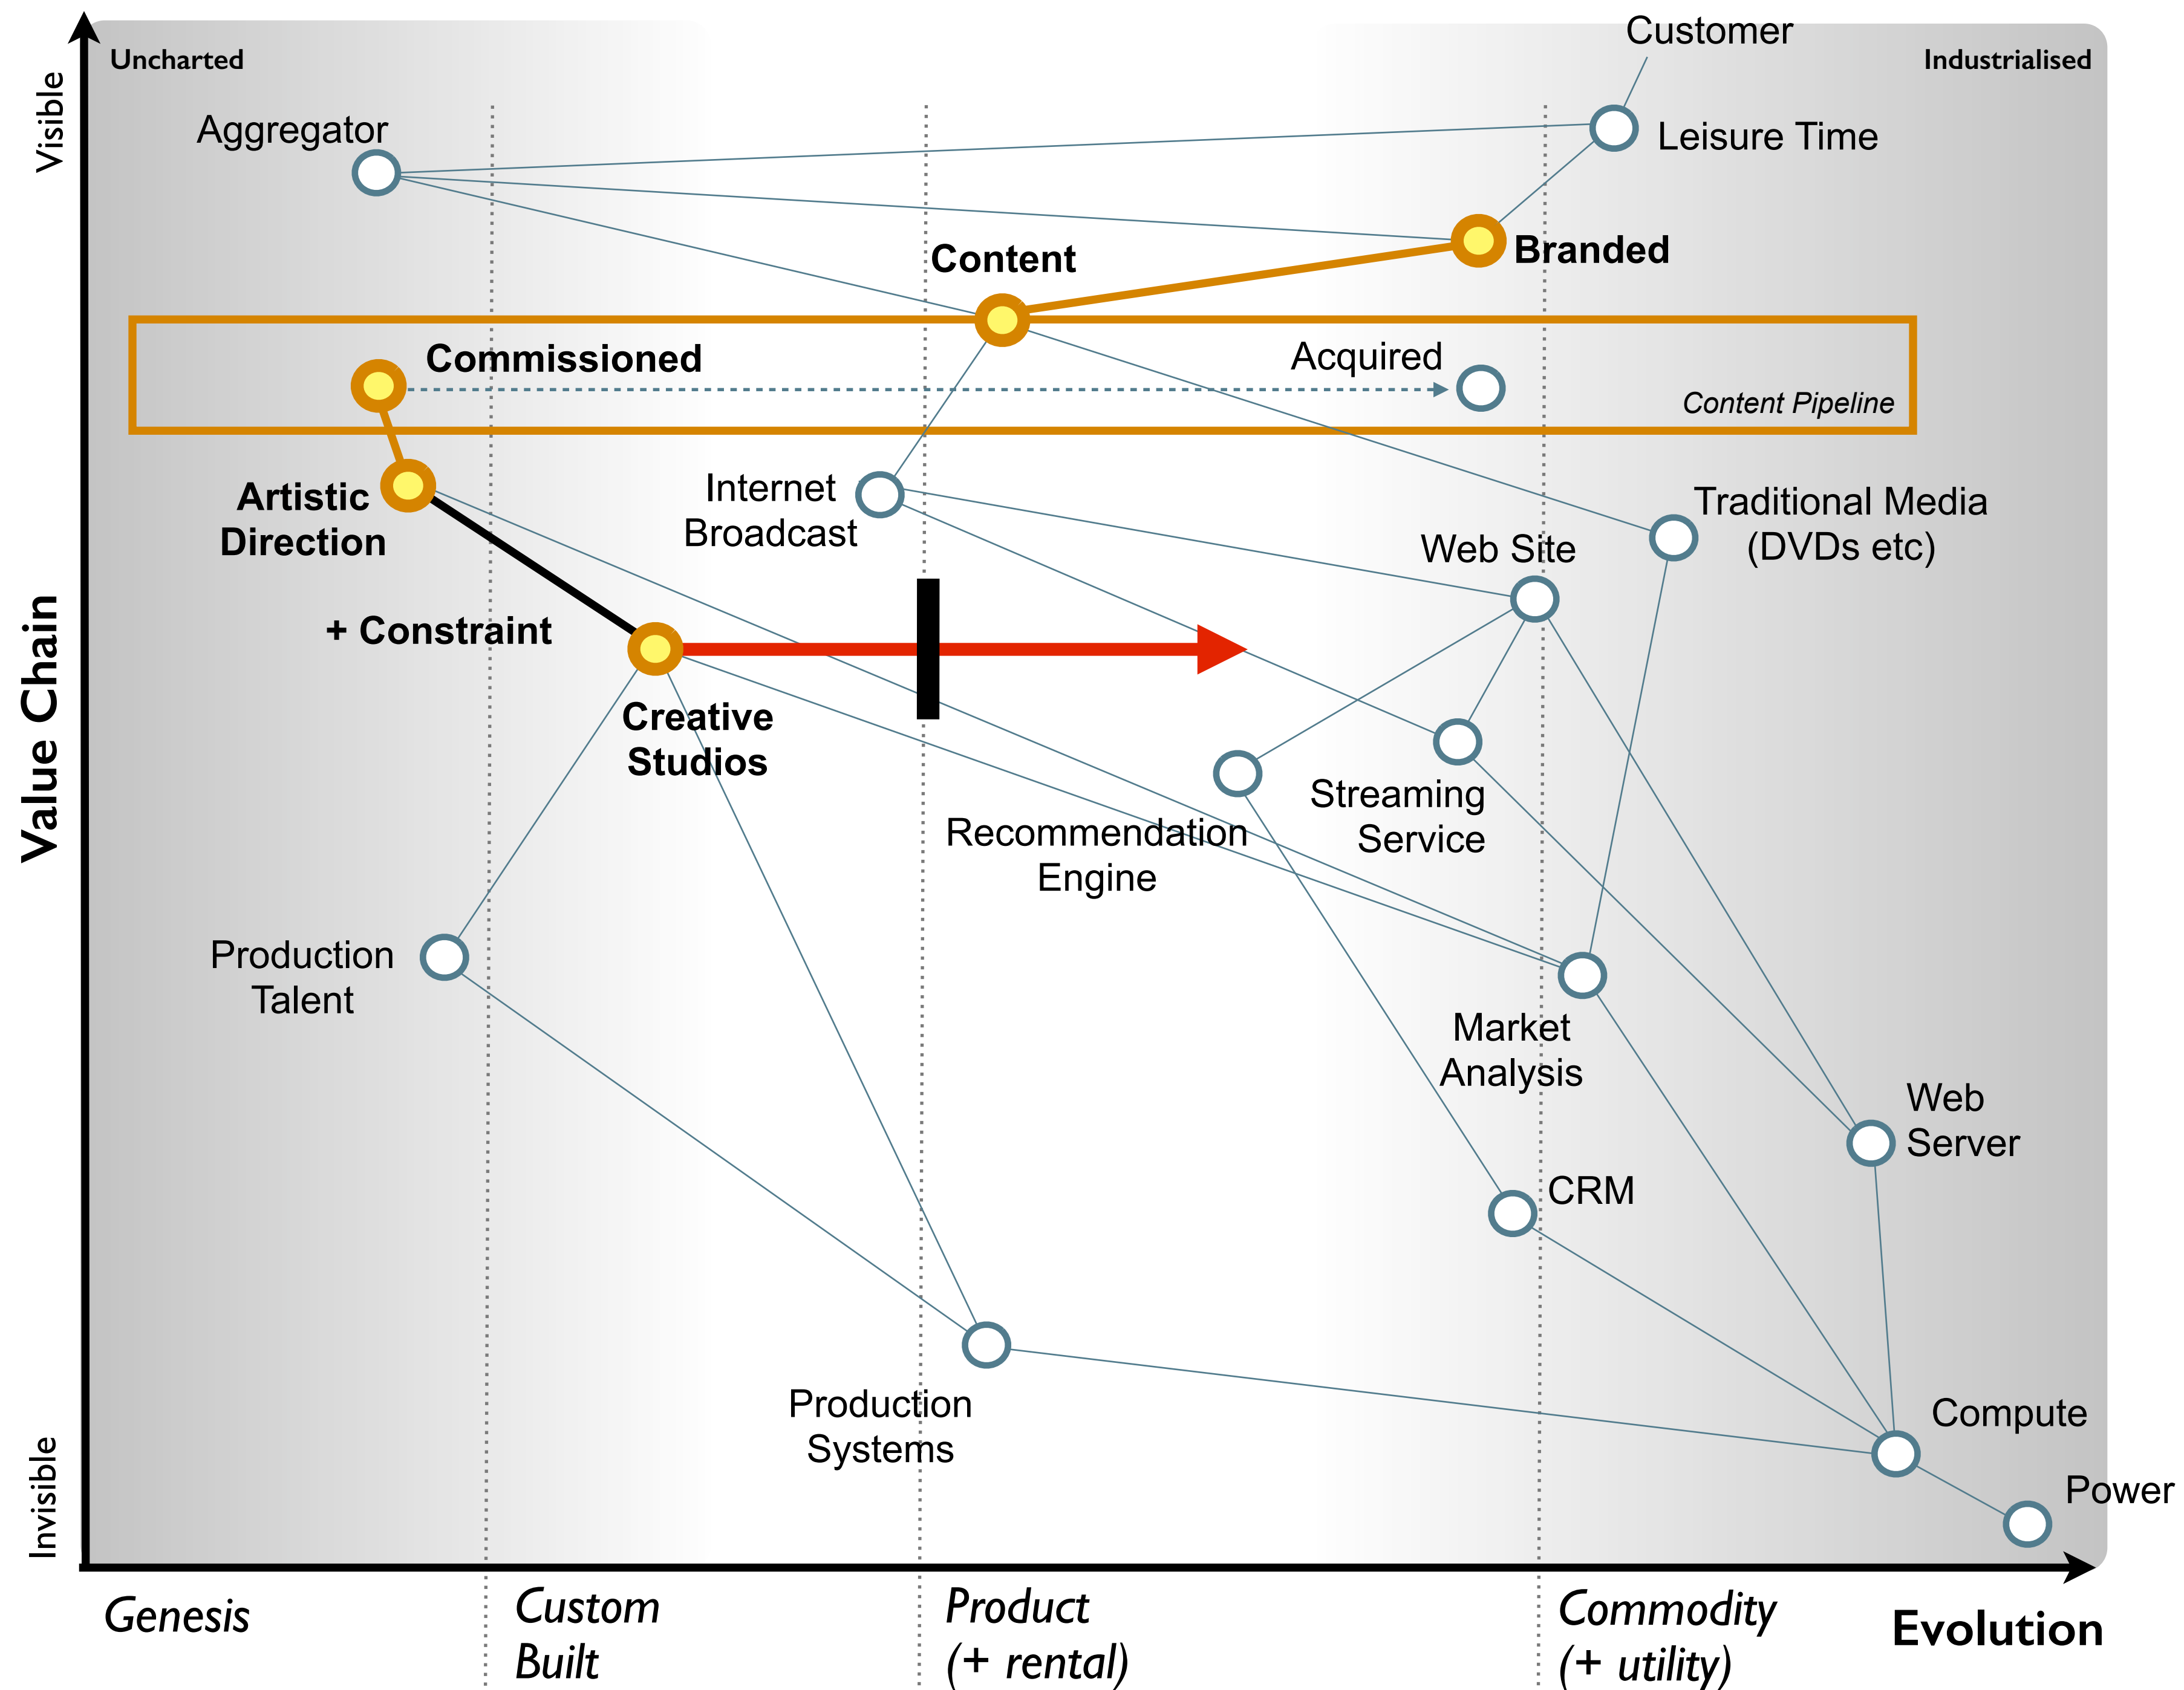 Customer
Uncharted
Industrialised
Visible
Aggregator
Leisure Time
Content
Branded
Commissioned
Acquired
Content Pipeline
Artistic
Direction
Internet
Broadcast
Traditional Media
(DVDs etc)
Web Site
+ Constraint
Creative
Studios
Value Chain
Streaming
Service
Recommendation
Engine
Production
Talent
Market
Analysis
Web
Server
CRM
Production
Systems
Compute
Power
Invisible
Genesis
Custom
Built
Product
(+ rental)
Commodity
(+ utility)
Evolution